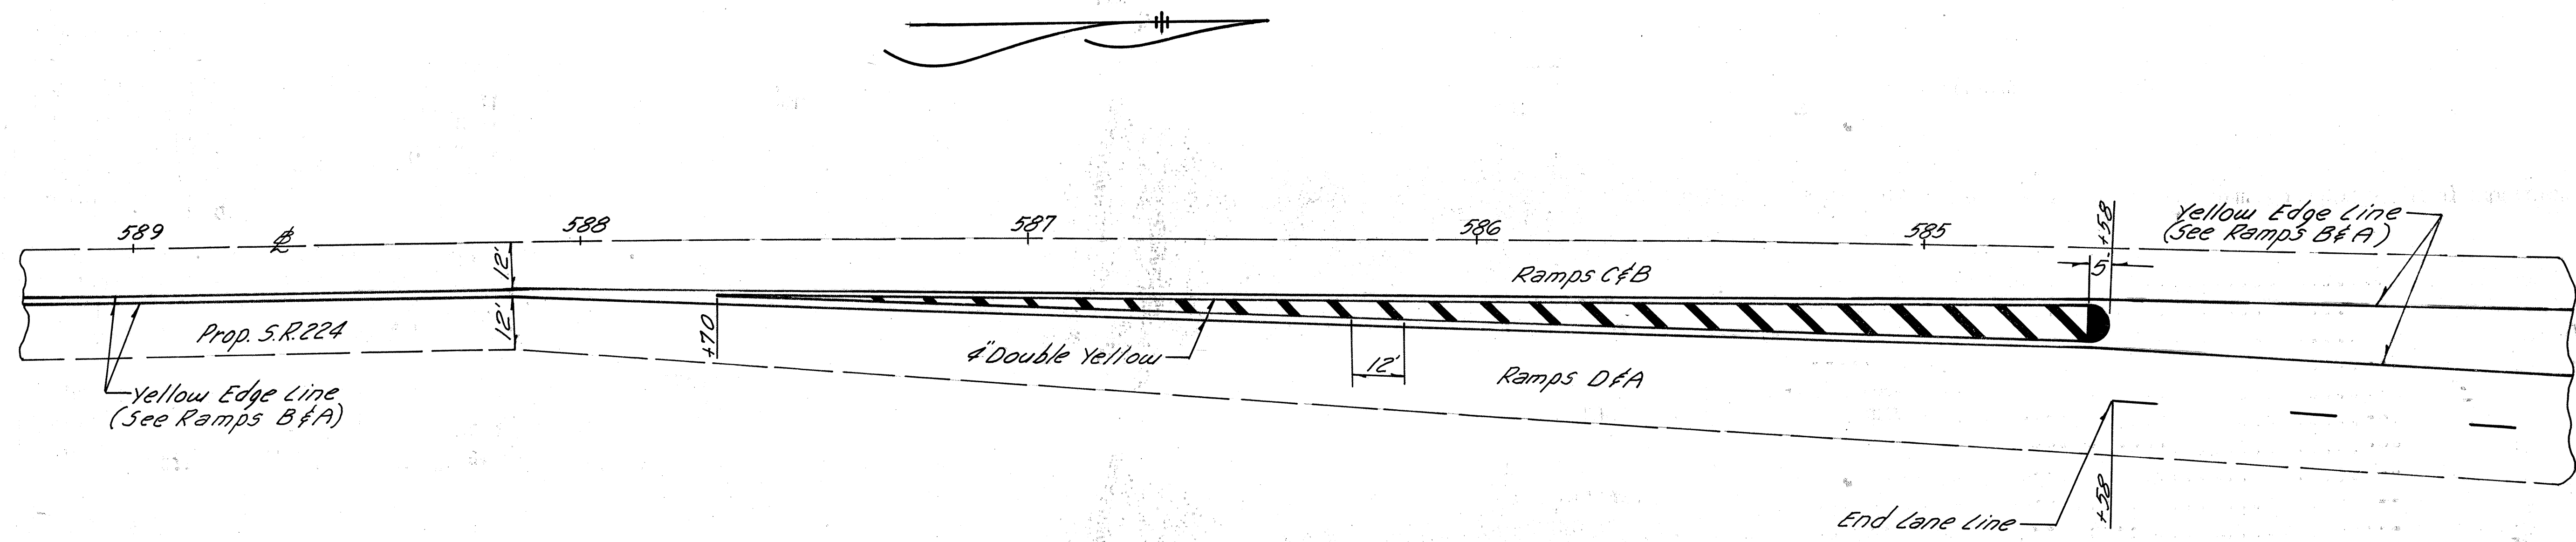 589
℄
588
587
586
585
+58
Yellow Edge Line
(See Ramps B & A)
12'
5'
Ramps C & B
12'
Prop. S.R. 224
+70
4" Double Yellow
12'
Ramps D & A
Yellow Edge Line
(See Ramps B & A)
End Lane Line
+58